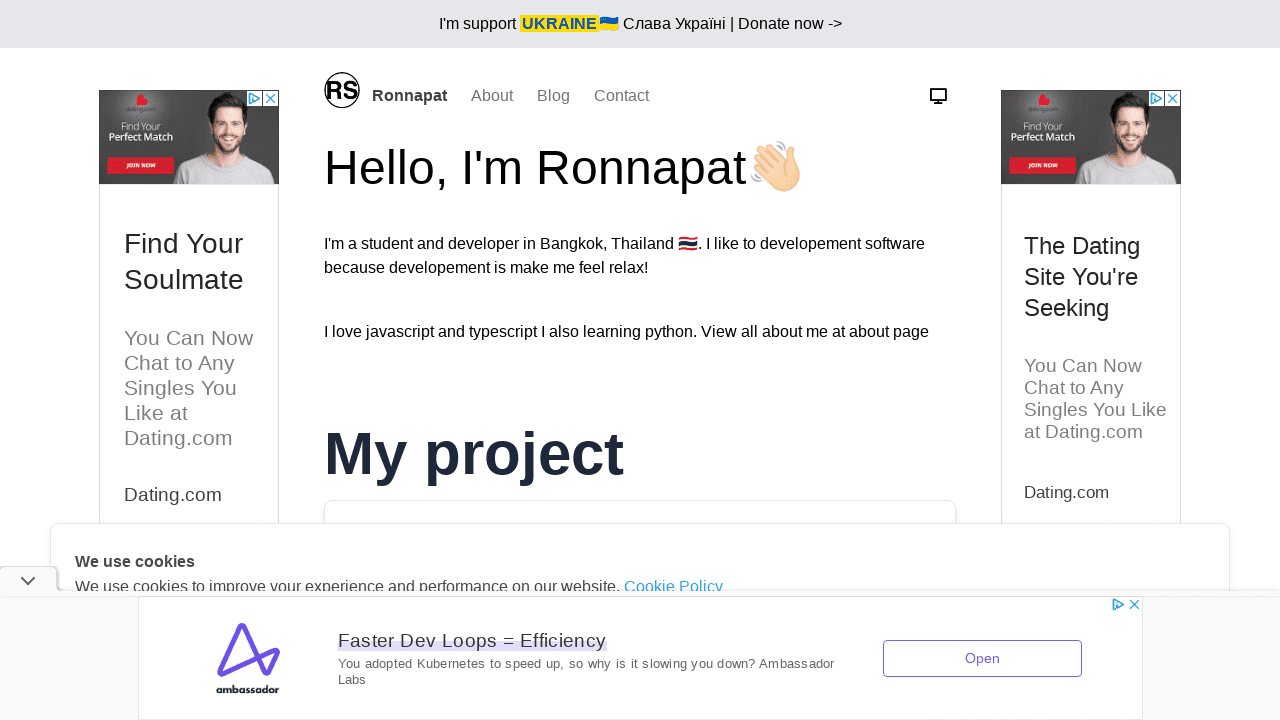 I'm support UKRAINE🇺🇦 Слава Україні | Donate now ->
RS Ronnapat About Blog Contact
Hello, I'm Ronnapat👋🏻
I'm a student and developer in Bangkok, Thailand 🇹🇭. I like to developement software
because developement is make me feel relax!
I love javascript and typescript I also learning python. View all about me at about page
My project
dating.com
Find Your
Perfect Match
JOIN NOW
Find Your
Soulmate
You Can Now
Chat to Any
Singles You
Like at
Dating.com
Dating.com
dating.com
Find Your
Perfect Match
JOIN NOW
The Dating
Site You're
Seeking
You Can Now
Chat to Any
Singles You Like
at Dating.com
Dating.com
We use cookies
We use cookies to improve your experience and performance on our website. Cookie Policy
ambassador
Faster Dev Loops = Efficiency
You adopted Kubernetes to speed up, so why is it slowing you down? Ambassador
Labs
Open